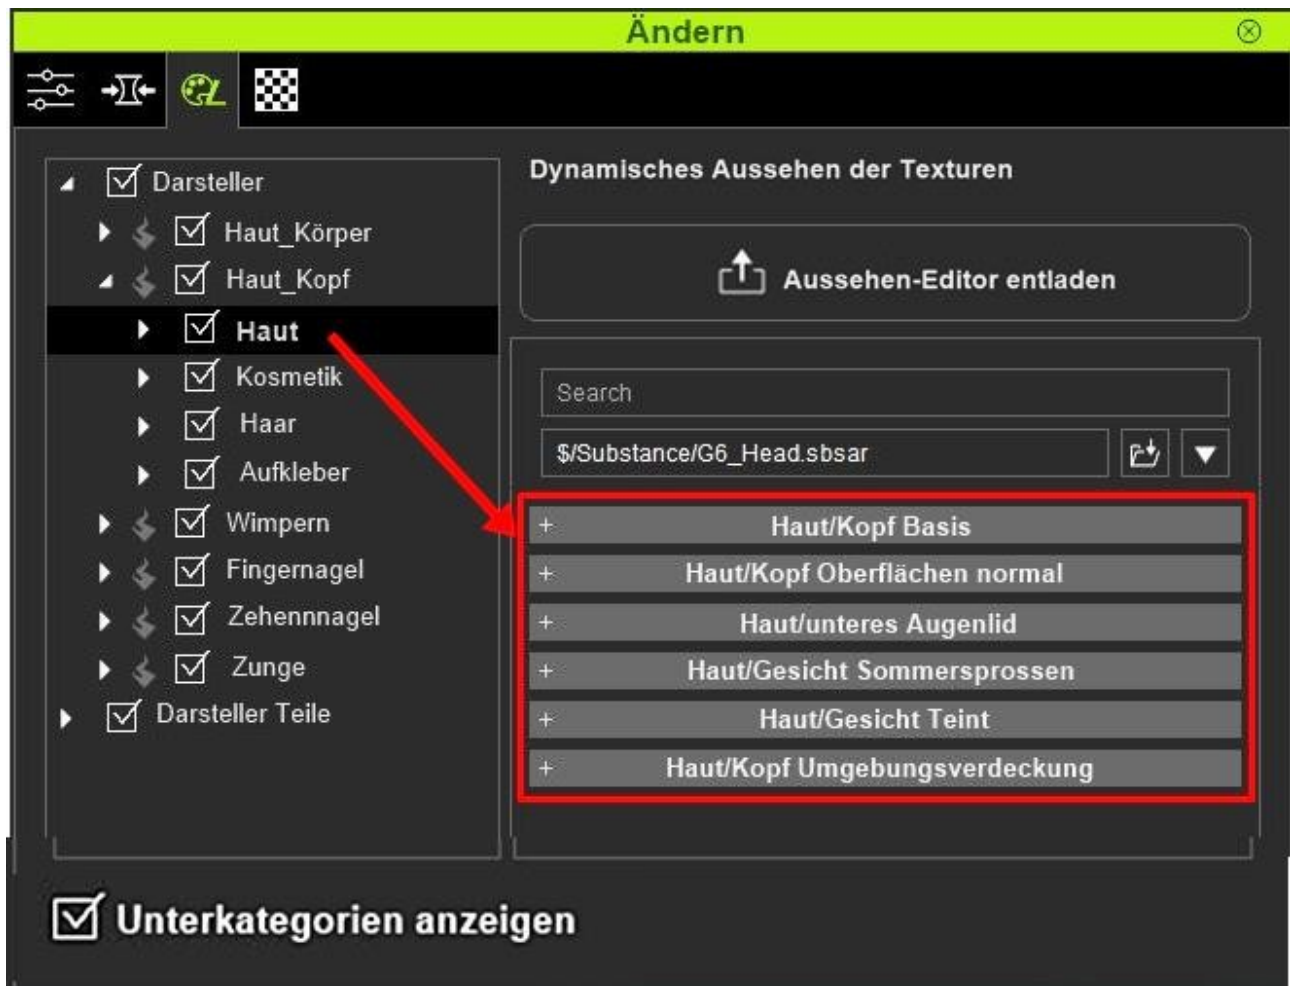 Ändern
Darsteller
Haut_Körper
Haut_Kopf
Haut
Kosmetik
Haar
Aufkleber
Wimpern
Fingernagel
Zehennnagel
Zunge
Darsteller Teile
Dynamisches Aussehen der Texturen
Aussehen-Editor entladen
Search
$/Substance/G6_Head.sbsar
+ Haut/Kopf Basis
+ Haut/Kopf Oberflächen normal
+ Haut/unteres Augenlid
+ Haut/Gesicht Sommersprossen
+ Haut/Gesicht Teint
+ Haut/Kopf Umgebungsverdeckung
Unterkategorien anzeigen